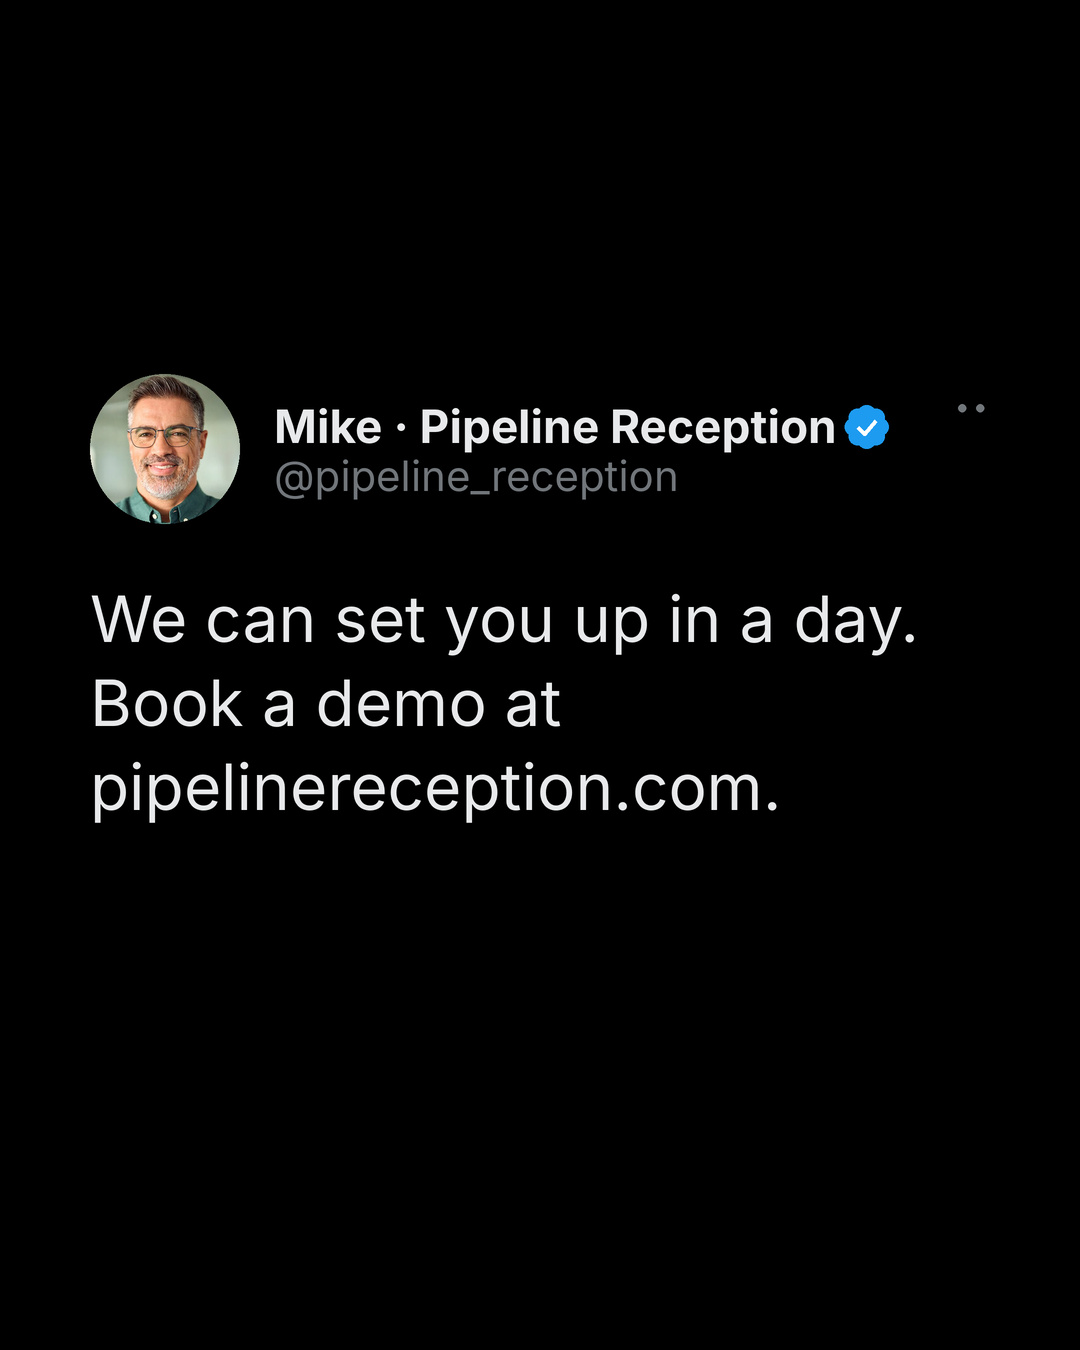 Mike · Pipeline Reception
@pipeline_reception
We can set you up in a day.
Book a demo at
pipelinereception.com.